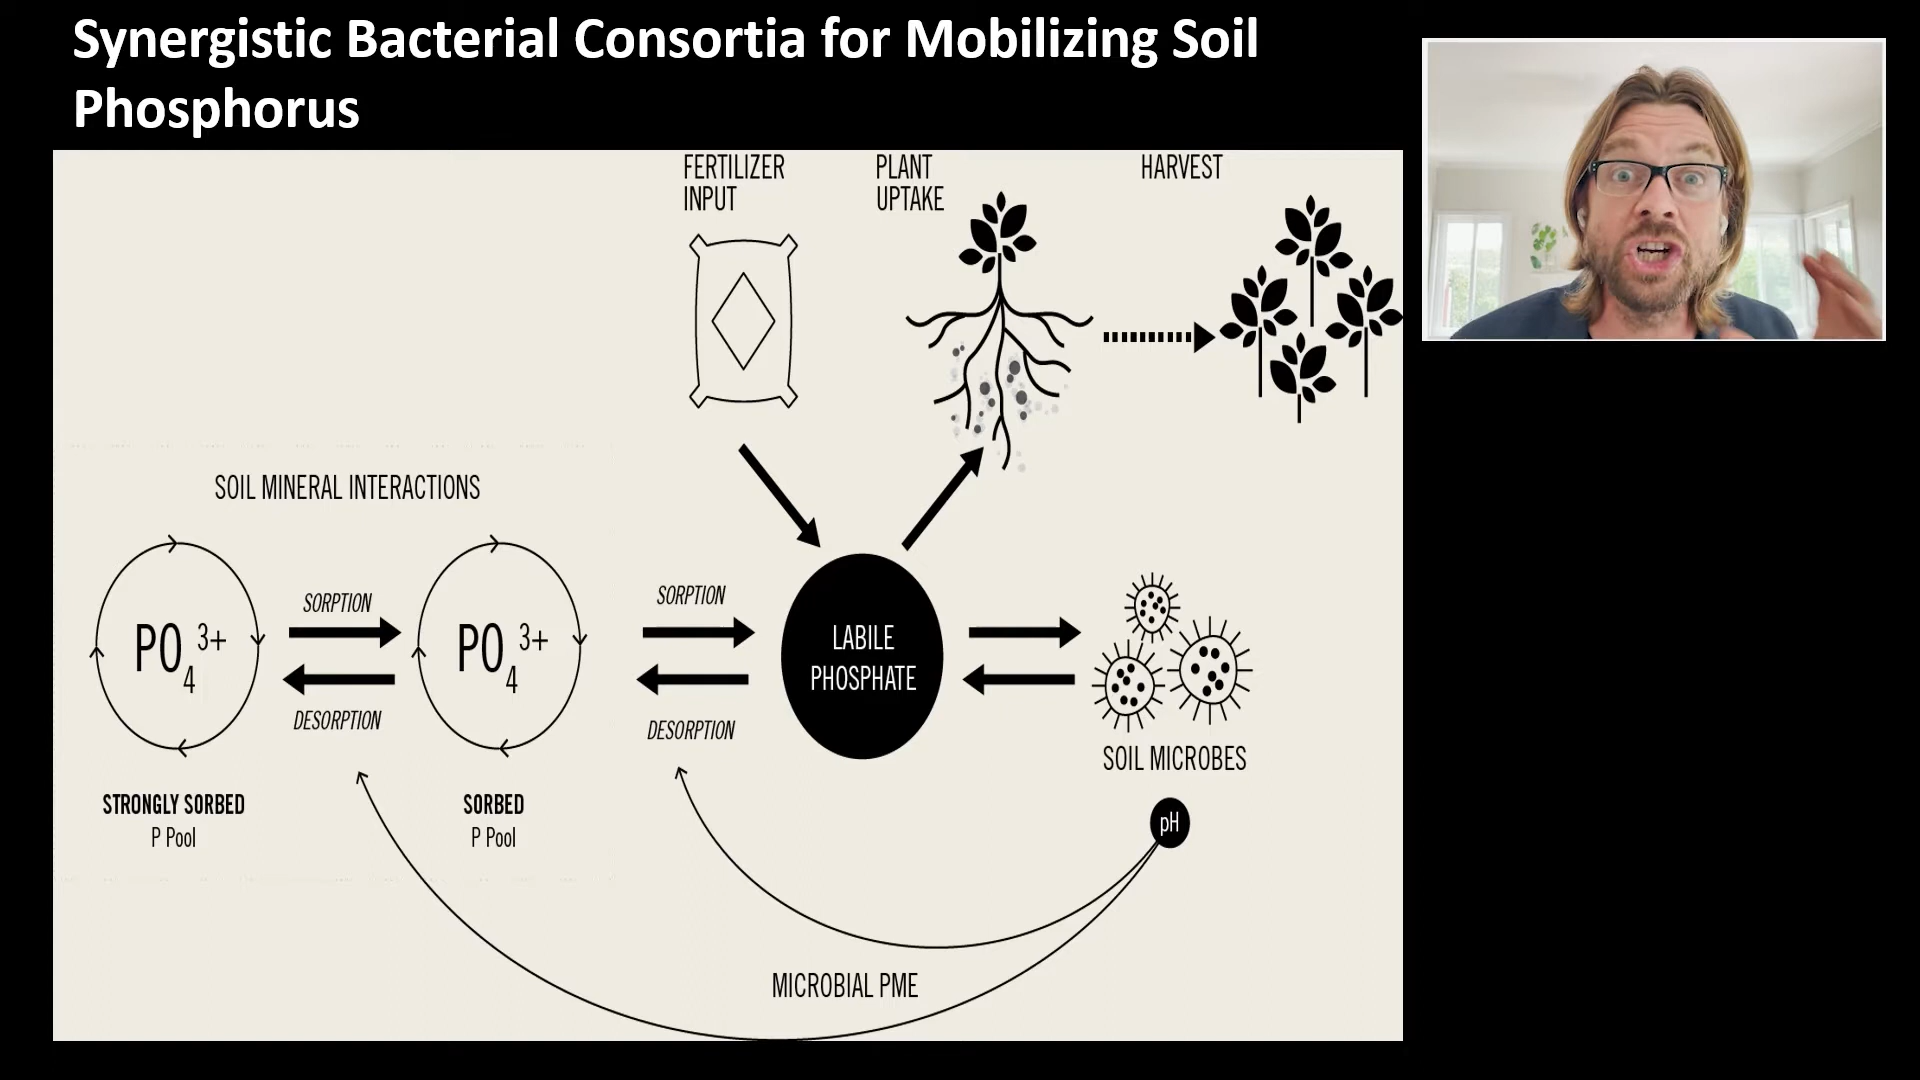 Synergistic Bacterial Consortia for Mobilizing Soil
Phosphorus
FERTILIZER
INPUT
PLANT
UPTAKE
HARVEST
SOIL MINERAL INTERACTIONS
PO4 3+
SORPTION
DESORPTION
PO4 3+
SORPTION
DESORPTION
LABILE
PHOSPHATE
SOIL MICROBES
STRONGLY SORBED
P Pool
SORBED
P Pool
pH
MICROBIAL PME